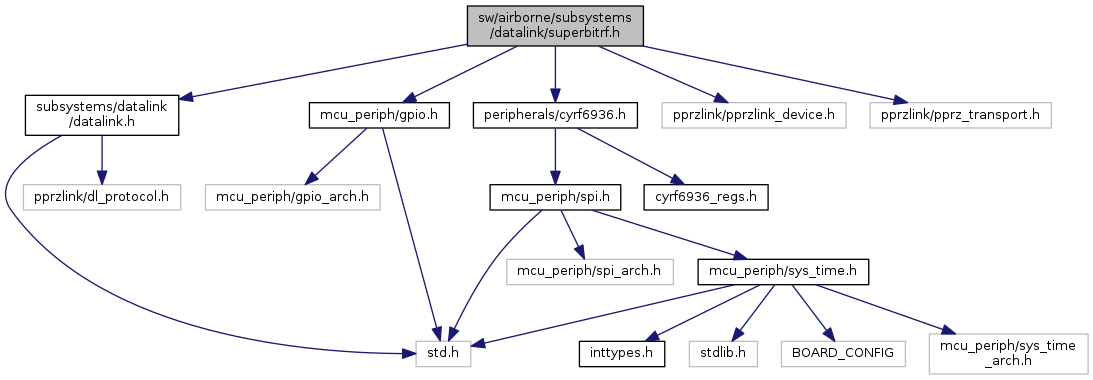 sw/airborne/subsystems
/datalink/superbitrf.h
subsystems/datalink
/datalink.h
mcu_periph/gpio.h
peripherals/cyrf6936.h
pprzlink/pprzlink_device.h
pprzlink/pprz_transport.h
pprzlink/dl_protocol.h
mcu_periph/gpio_arch.h
mcu_periph/spi.h
cyrf6936_regs.h
mcu_periph/spi_arch.h
mcu_periph/sys_time.h
std.h
inttypes.h
stdlib.h
BOARD_CONFIG
mcu_periph/sys_time
_arch.h